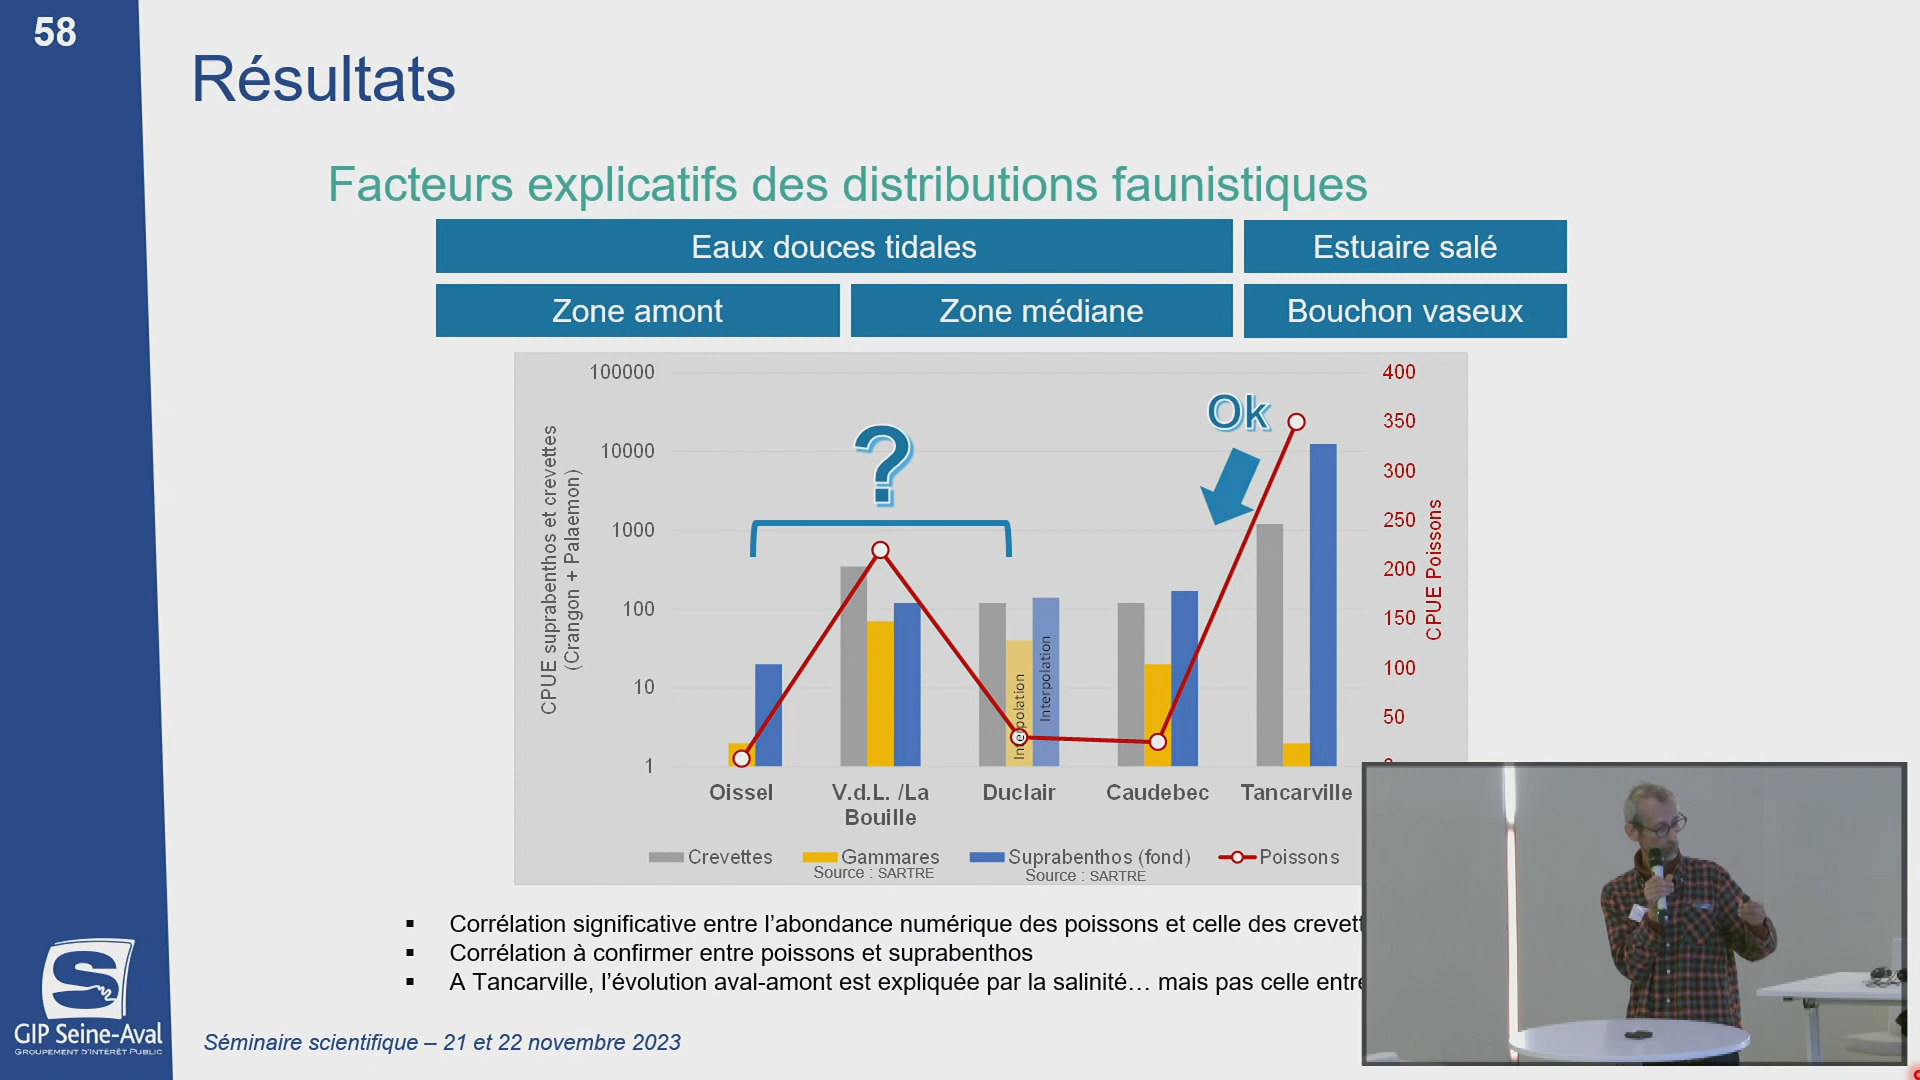 58
Résultats
Facteurs explicatifs des distributions faunistiques
Eaux douces tidales
Estuaire salé
Zone amont
Zone médiane
Bouchon vaseux
100000
10000
1000
100
10
1
CPUE suprabenthos et crevettes
(Crangon + Palaemon)
?
Ok
Interpolation
Interpolation
400
350
300
250
200
150
100
50
CPUE Poissons
Oissel
V.d.L. /La
Bouille
Duclair
Caudebec
Tancarville
Crevettes
Gammares
Source : SARTRE
Suprabenthos (fond)
Source : SARTRE
Poissons
▪ Corrélation significative entre l’abondance numérique des poissons et celle des crevett
▪ Corrélation à confirmer entre poissons et suprabenthos
▪ A Tancarville, l’évolution aval-amont est expliquée par la salinité… mais pas celle entre
S
GIP Seine-Aval
GROUPEMENT D'INTÉRÊT PUBLIC
Séminaire scientifique – 21 et 22 novembre 2023